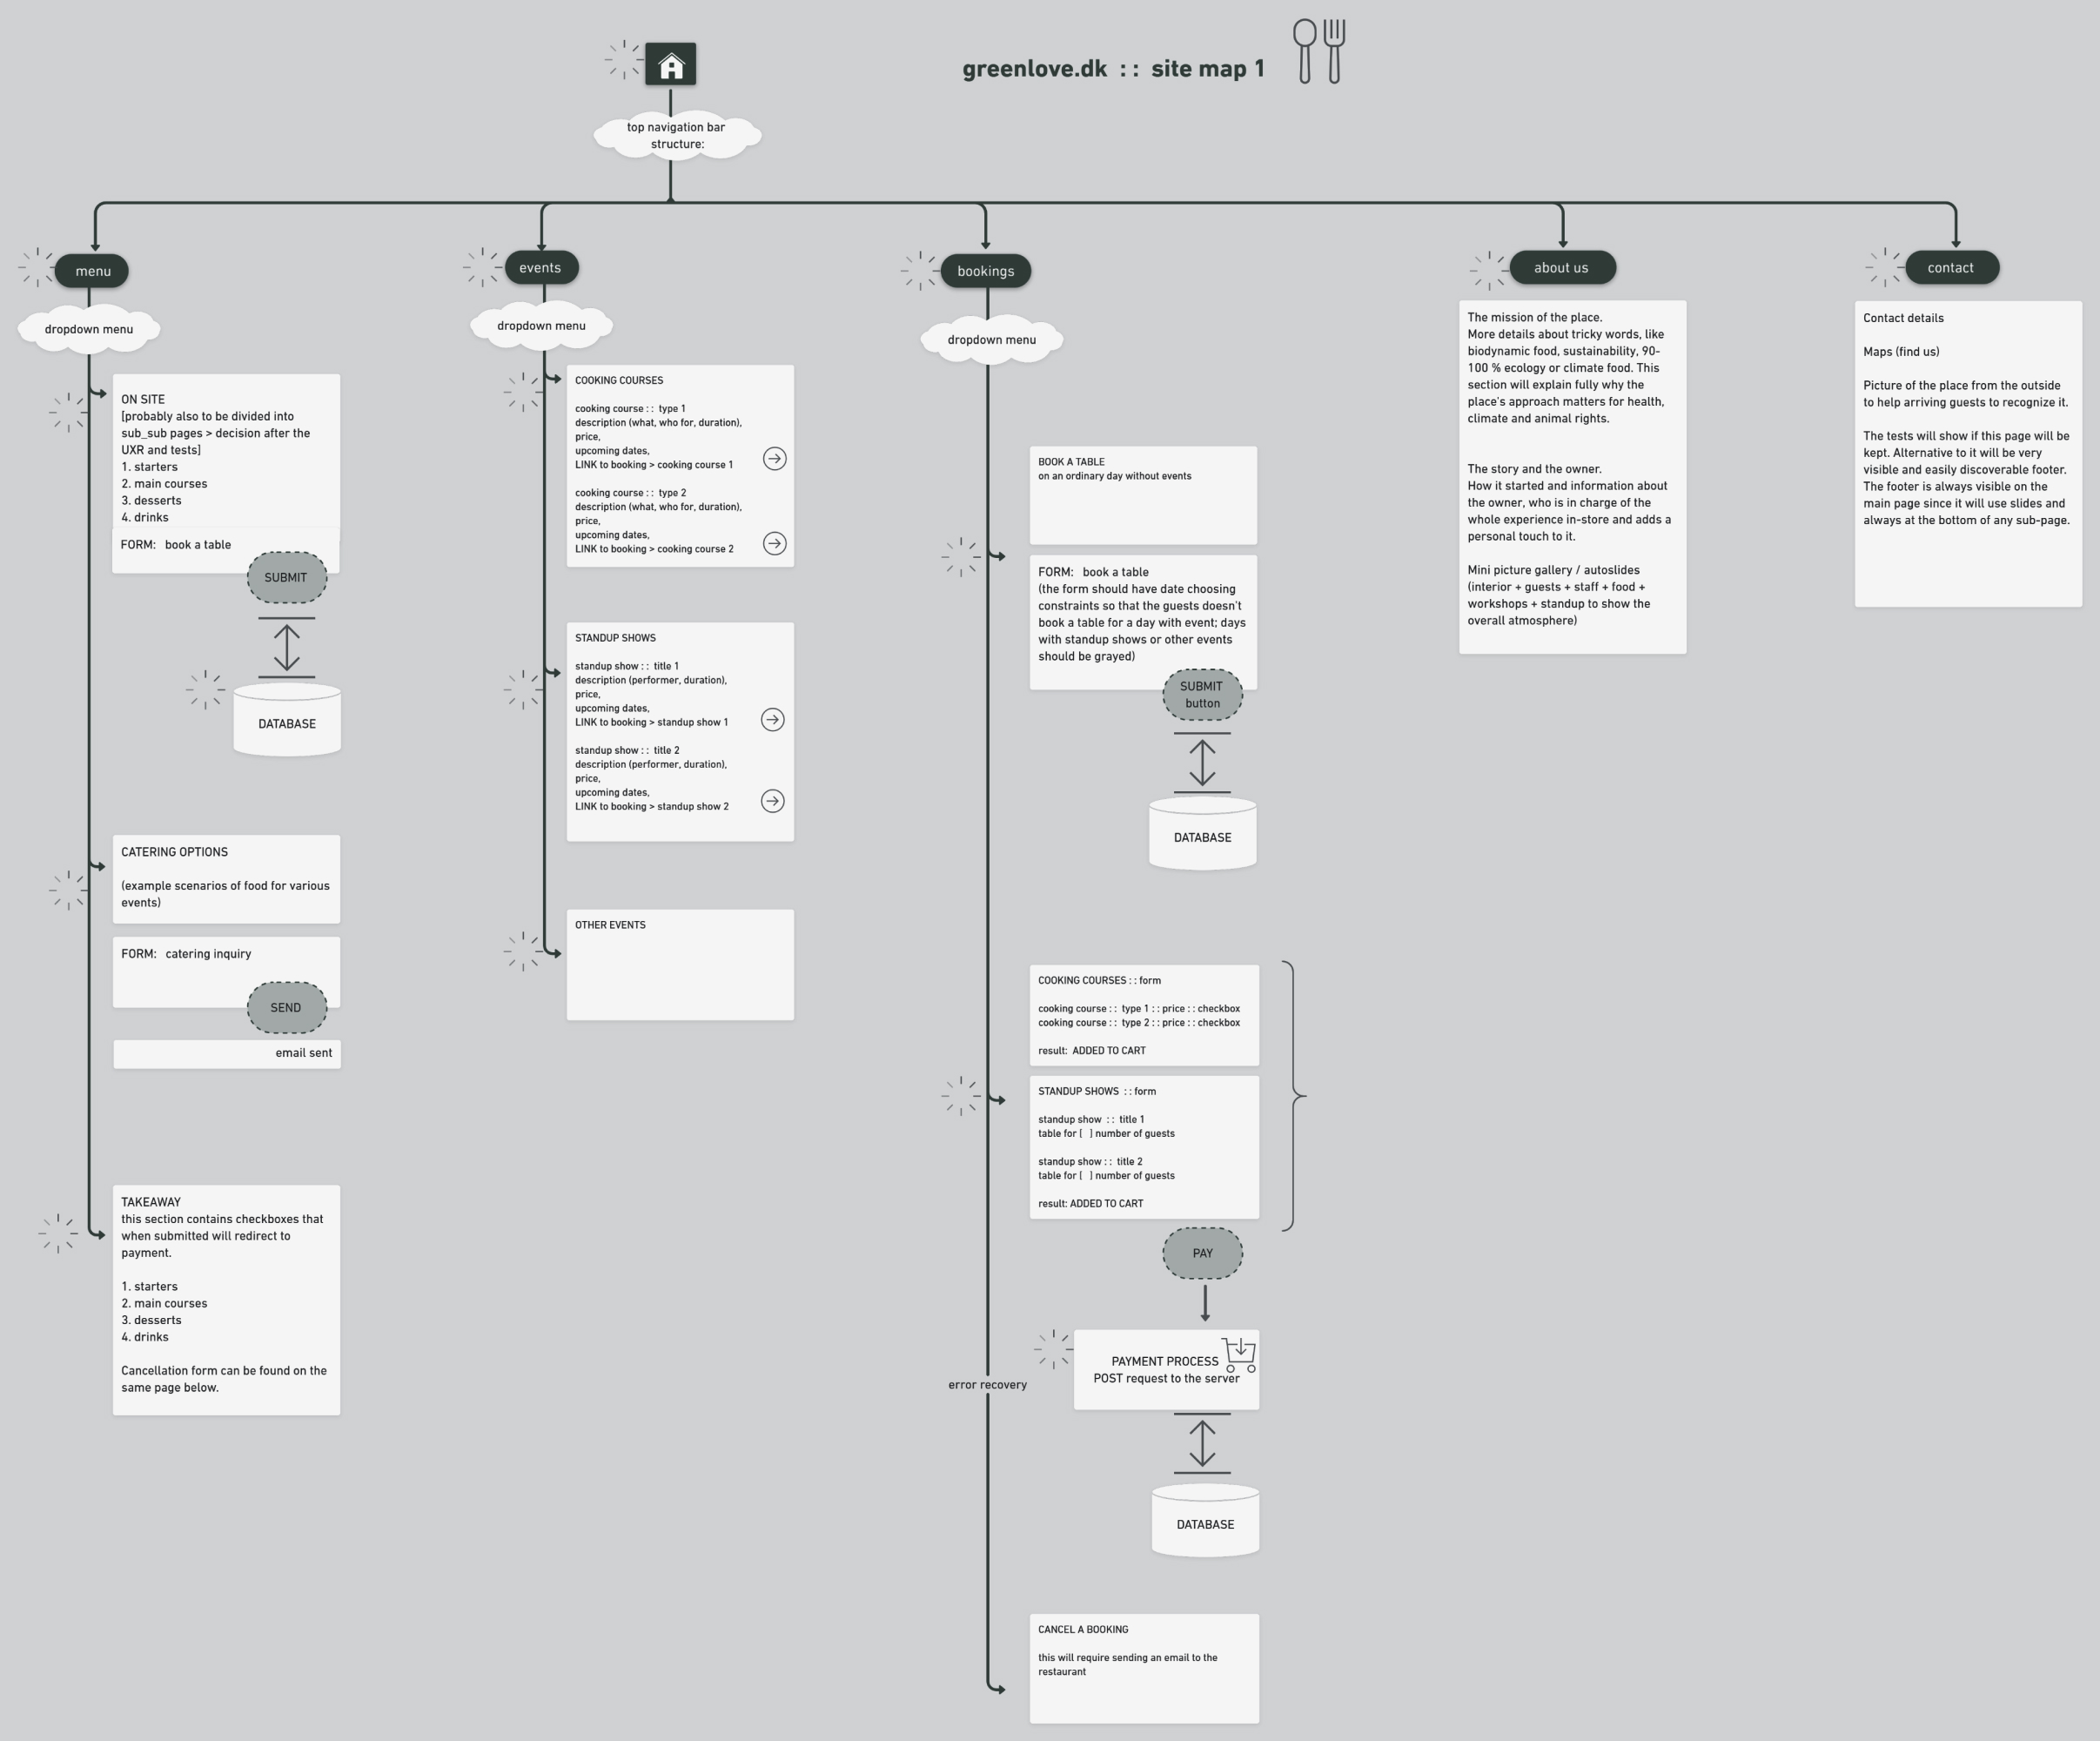 greenlove.dk :: site map 1
top navigation bar
structure:
menu
dropdown menu
ON SITE
[probably also to be divided into
sub_sub pages > decision after the
UXR and tests]
1. starters
2. main courses
3. desserts
4. drinks
FORM: book a table
SUBMIT
DATABASE
CATERING OPTIONS
(example scenarios of food for various
events)
FORM: catering inquiry
SEND
email sent
TAKEAWAY
this section contains checkboxes that
when submitted will redirect to
payment.
1. starters
2. main courses
3. desserts
4. drinks
Cancellation form can be found on the
same page below.
events
dropdown menu
COOKING COURSES
cooking course :: type 1
description (what, who for, duration),
price,
upcoming dates,
LINK to booking > cooking course 1
cooking course :: type 2
description (what, who for, duration),
price,
upcoming dates,
LINK to booking > cooking course 2
STANDUP SHOWS
standup show :: title 1
description (performer, duration),
price,
upcoming dates,
LINK to booking > standup show 1
standup show :: title 2
description (performer, duration),
price,
upcoming dates,
LINK to booking > standup show 2
OTHER EVENTS
bookings
dropdown menu
BOOK A TABLE
on an ordinary day without events
FORM: book a table
(the form should have date choosing
constraints so that the guests doesn't
book a table for a day with event; days
with standup shows or other events
should be grayed)
SUBMIT
button
DATABASE
COOKING COURSES :: form
cooking course :: type 1 :: price :: checkbox
cooking course :: type 2 :: price :: checkbox
result: ADDED TO CART
STANDUP SHOWS :: form
standup show :: title 1
table for [ ] number of guests
standup show :: title 2
table for [ ] number of guests
result: ADDED TO CART
PAY
PAYMENT PROCESS
POST request to the server
error recovery
DATABASE
CANCEL A BOOKING
this will require sending an email to the
restaurant
about us
The mission of the place.
More details about tricky words, like
biodynamic food, sustainability, 90-
100 % ecology or climate food. This
section will explain fully why the
place's approach matters for health,
climate and animal rights.
The story and the owner.
How it started and information about
the owner, who is in charge of the
whole experience in-store and adds a
personal touch to it.
Mini picture gallery / autoslides
(interior + guests + staff + food +
workshops + standup to show the
overall atmosphere)
contact
Contact details
Maps (find us)
Picture of the place from the outside
to help arriving guests to recognize it.
The tests will show if this page will be
kept. Alternative to it will be very
visible and easily discoverable footer.
The footer is always visible on the
main page since it will use slides and
always at the bottom of any sub-page.